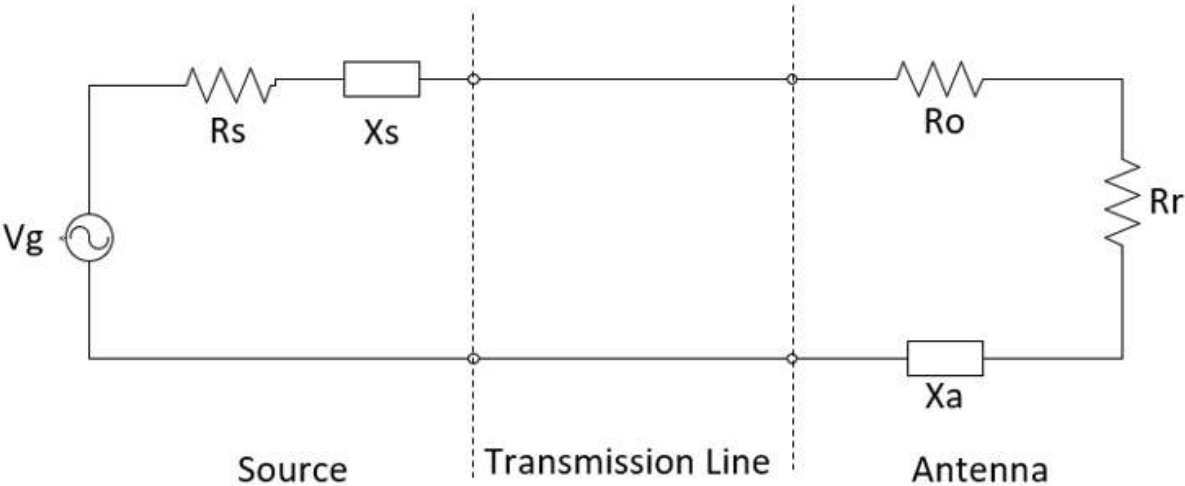 Rs
Xs
Ro
Rr
Vg
Xa
Source
Transmission Line
Antenna